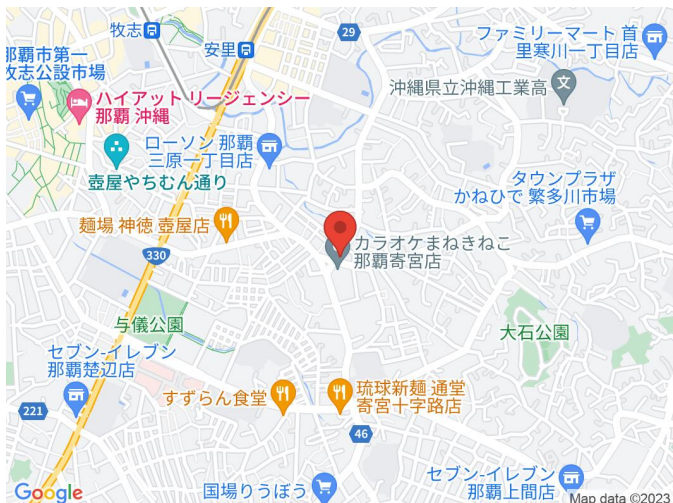 牧志
安里
29
ファミリーマート 首
里寒川一丁目店
那覇市第一
牧志公設市場
ハイアット リージェンシー
那覇 沖縄
沖縄県立沖縄工業高
文
ローソン 那覇
三原一丁目店
壺屋やちむん通り
タウンプラザ
かねひで 繁多川市場
麺場 神徳 壺屋店
330
カラオケまねきねこ
那覇寄宮店
与儀公園
大石公園
セブン-イレブン
那覇楚辺店
すずらん食堂
琉球新麺 通堂
寄宮十字路店
221
46
Google
国場りうぼう
セブン-イレブン
那覇上間店
Map data ©2023